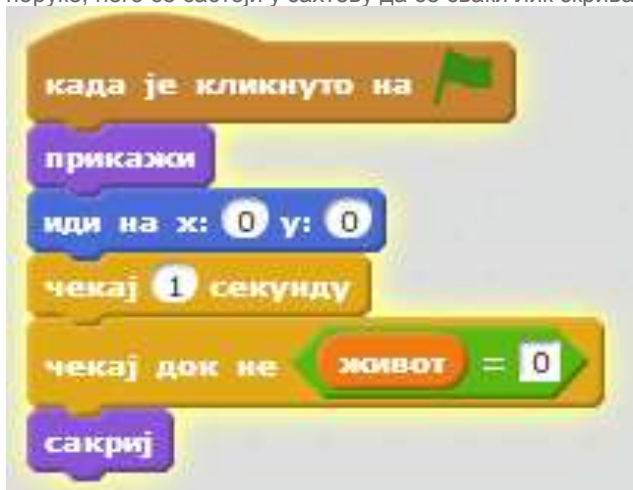 када је кликнуто на
прикажи
иди на x: 0 y: 0
чекај 1 секунду
чекај док не живот = 0
сакриј